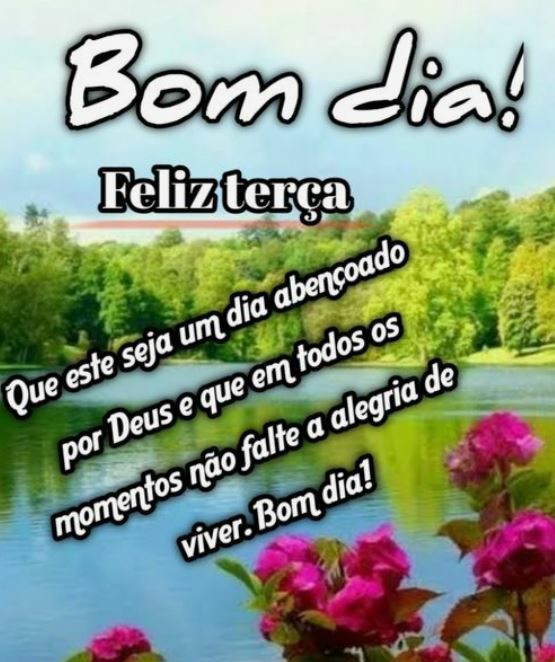 Bom dia!
Feliz terça
Que este seja um dia abençoado
por Deus e que em todos os
momentos não falte a alegria de
viver. Bom dia!